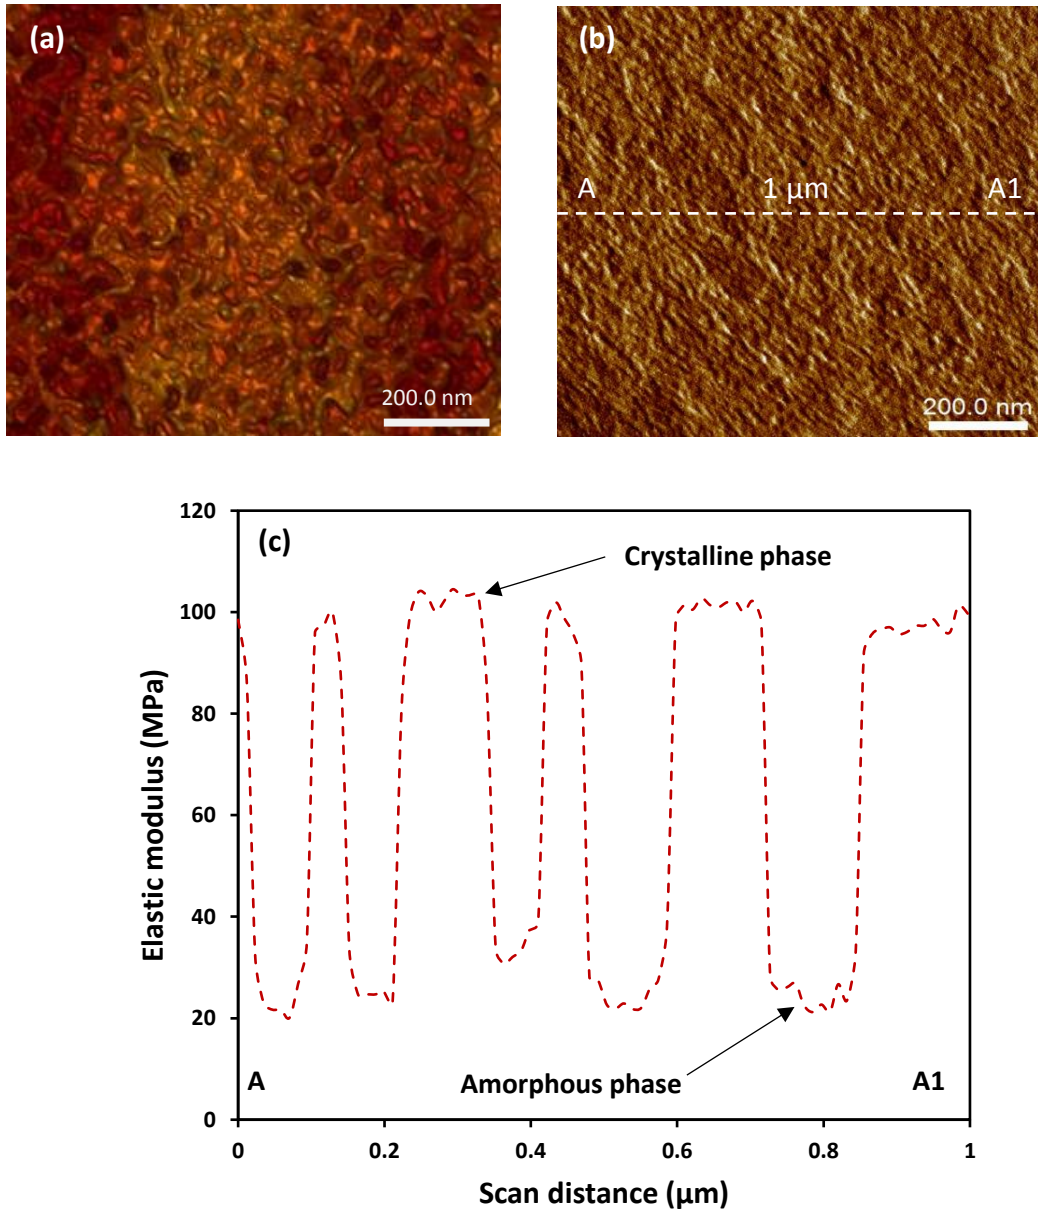 (a)
200.0 nm
(b)
A 1 µm A1
200.0 nm
(c)
120
100
80
60
40
20
0
Elastic modulus (MPa)
Crystalline phase
Amorphous phase
A A1
0 0.2 0.4 0.6 0.8 1
Scan distance (µm)